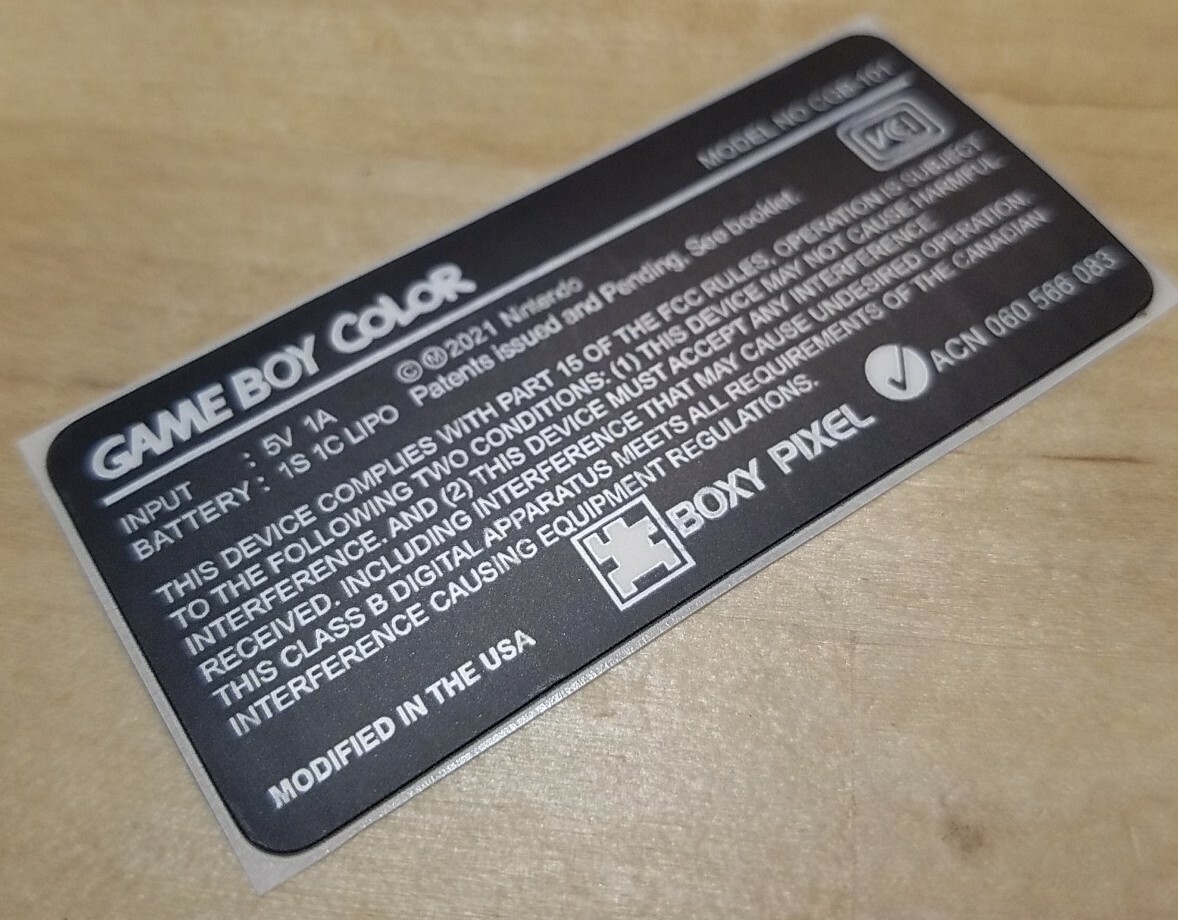 GAME BOY COLOR
MODEL NO. CGB-101
INPUT : 5V 1A
BATTERY : 1S 1C LIPO
©Ⓜ2021 Nintendo
Patents issued and Pending. See booklet.
VCCI
THIS DEVICE COMPLIES WITH PART 15 OF THE FCC RULES. OPERATION IS SUBJECT
TO THE FOLLOWING TWO CONDITIONS: (1) THIS DEVICE MAY NOT CAUSE HARMFUL
INTERFERENCE, AND (2) THIS DEVICE MUST ACCEPT ANY INTERFERENCE
RECEIVED, INCLUDING INTERFERENCE THAT MAY CAUSE UNDESIRED OPERATION.
THIS CLASS B DIGITAL APPARATUS MEETS ALL REQUIREMENTS OF THE CANADIAN
INTERFERENCE CAUSING EQUIPMENT REGULATIONS.
MODIFIED IN THE USA
BOXY PIXEL
ACN 060 566 083